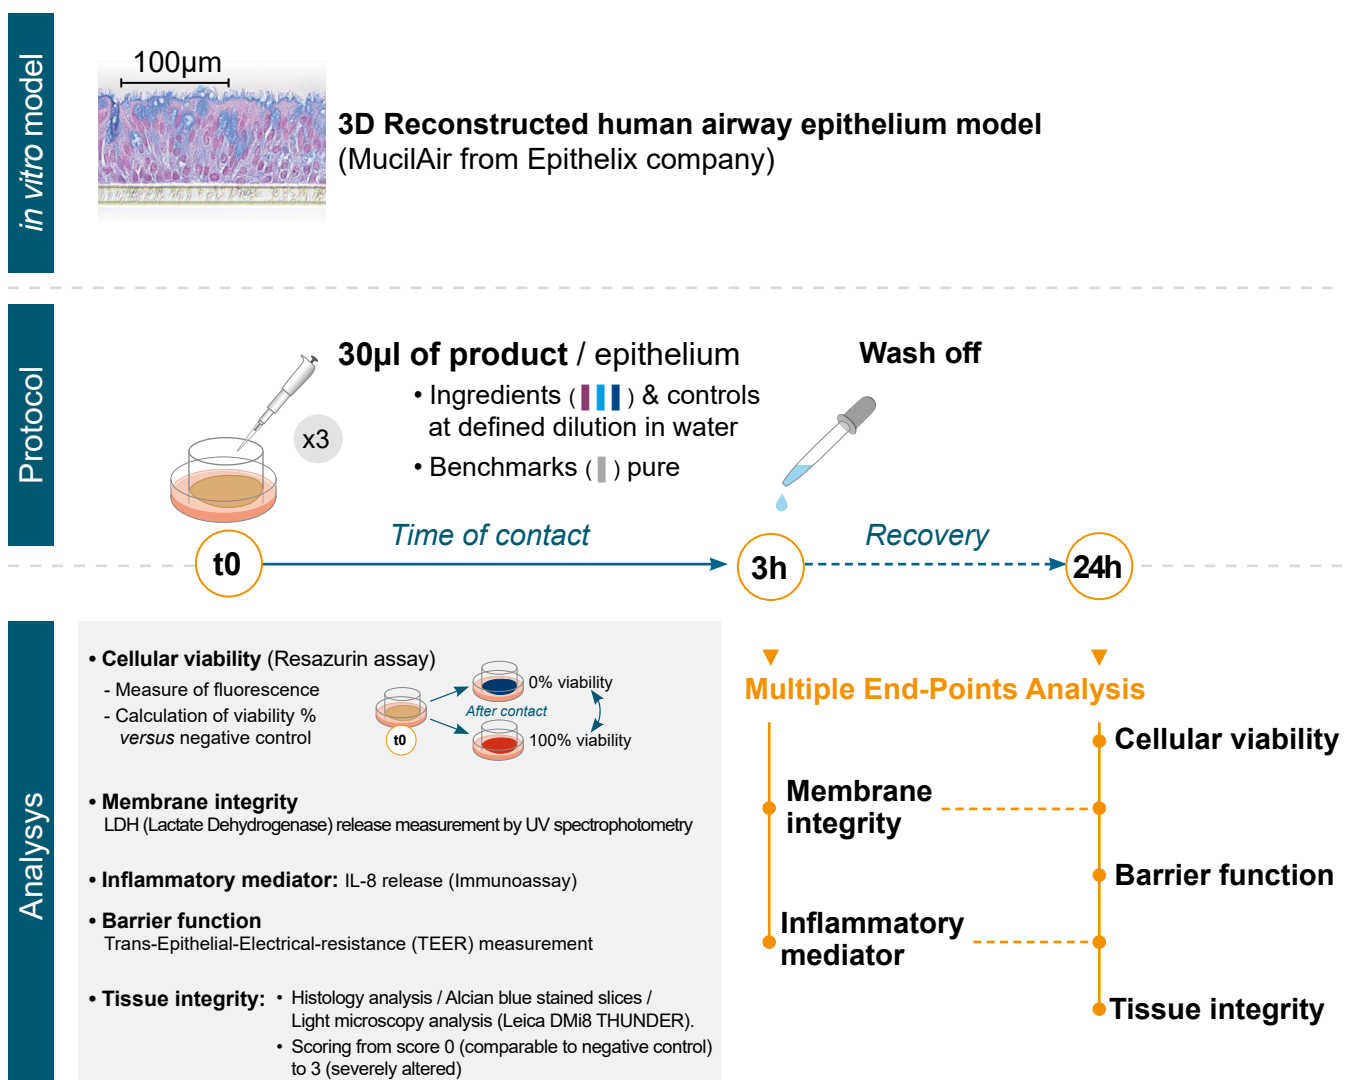 in vitro model
100µm
3D Reconstructed human airway epithelium model
(MucilAir from Epithelix company)
Protocol
30µl of product / epithelium
• Ingredients ( ) & controls
at defined dilution in water
• Benchmarks ( ) pure
x3
Wash off
Time of contact
Recovery
t0
3h
24h
Analysys
• Cellular viability (Resazurin assay)
- Measure of fluorescence
- Calculation of viability %
versus negative control
t0
After contact
0% viability
100% viability
• Membrane integrity
LDH (Lactate Dehydrogenase) release measurement by UV spectrophotometry
• Inflammatory mediator: IL-8 release (Immunoassay)
• Barrier function
Trans-Epithelial-Electrical-resistance (TEER) measurement
• Tissue integrity:
• Histology analysis / Alcian blue stained slices /
Light microscopy analysis (Leica DMi8 THUNDER).
• Scoring from score 0 (comparable to negative control)
to 3 (severely altered)
Multiple End-Points Analysis
Cellular viability
Membrane
integrity
Barrier function
Inflammatory
mediator
Tissue integrity